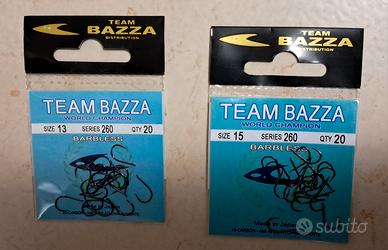 TEAM
BAZZA
DISTRIBUTION
TEAM BAZZA
WORLD CHAMPION
SIZE 13 SERIES 260 QTY 20
BARBLESS
TEAM
BAZZA
DISTRIBUTION
TEAM BAZZA
WORLD CHAMPION
SIZE 15 SERIES 260 QTY 20
BARBLESS
Made in Japan
subito